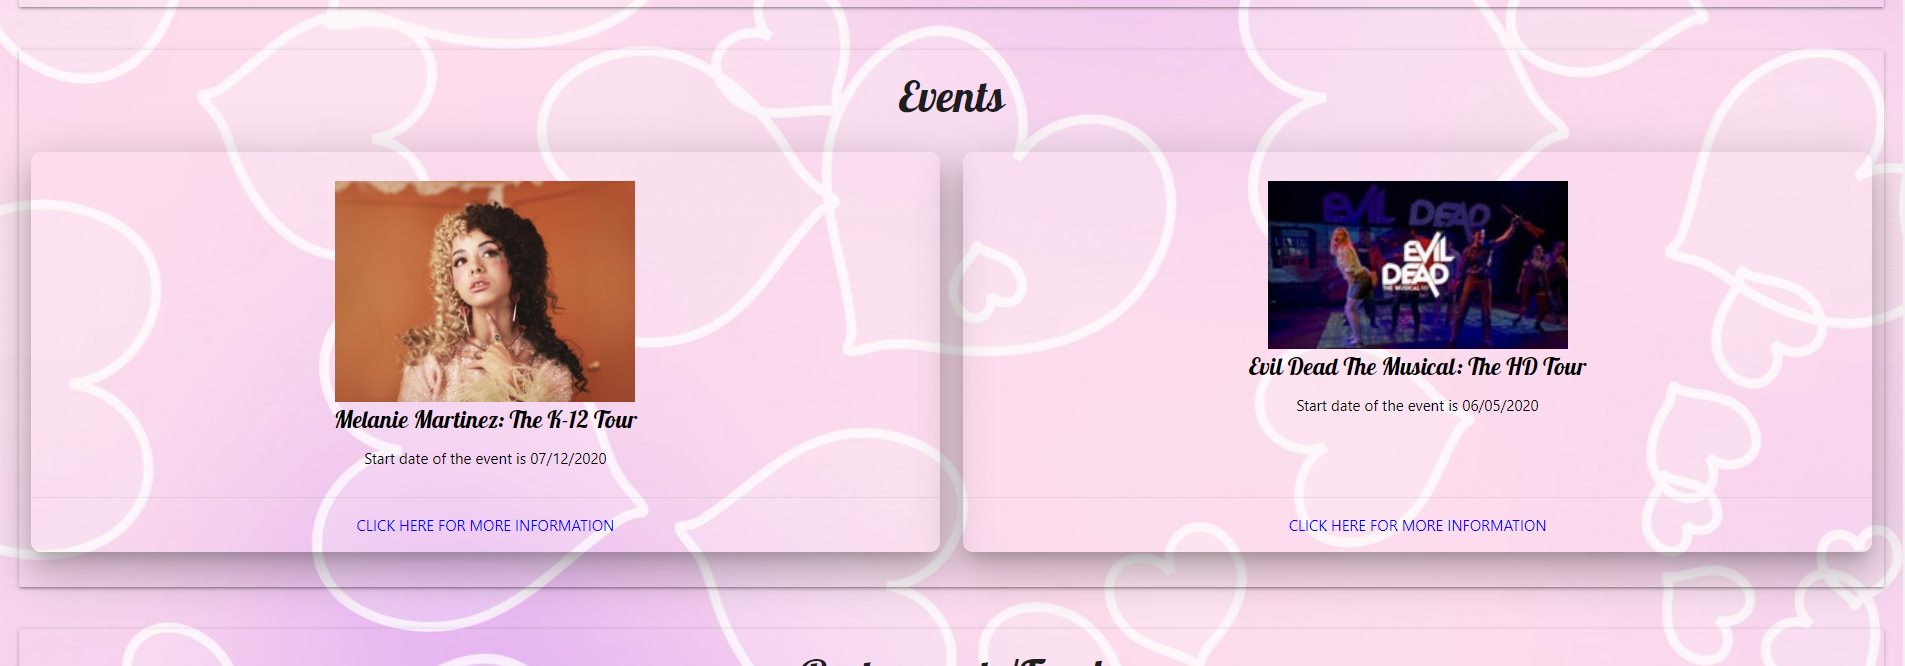 Events
EVIL DEAD
EVIL
DEAD
THE MUSICAL
Melanie Martinez: The K-12 Tour
Start date of the event is 07/12/2020
CLICK HERE FOR MORE INFORMATION
Evil Dead The Musical: The HD Tour
Start date of the event is 06/05/2020
CLICK HERE FOR MORE INFORMATION